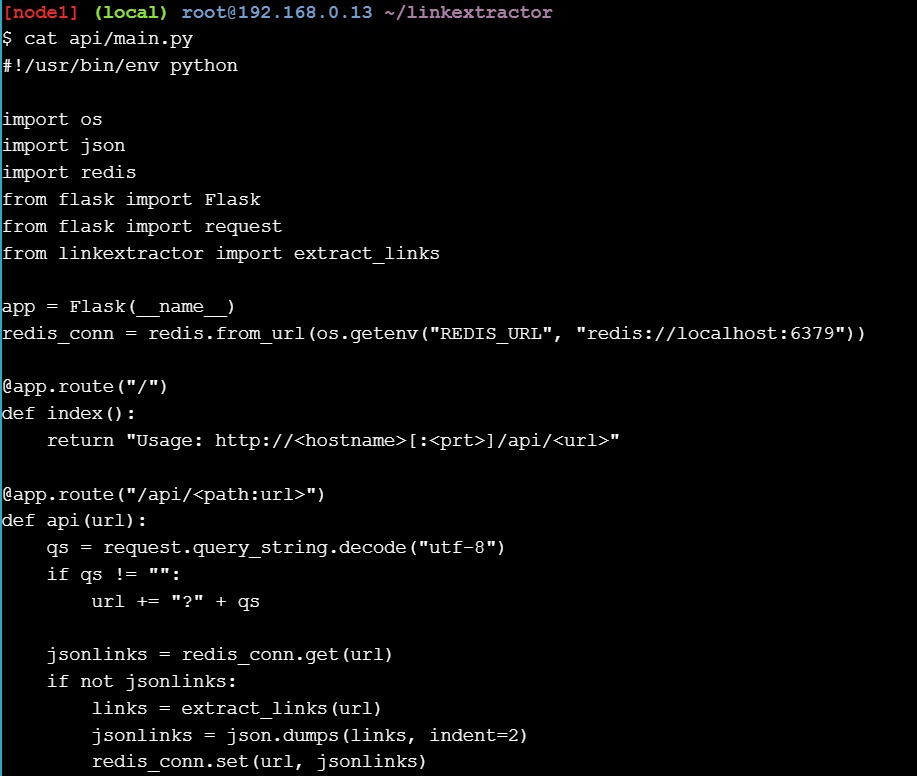 [node1] (local) root@192.168.0.13 ~/linkextractor
$ cat api/main.py
#!/usr/bin/env python

import os
import json
import redis
from flask import Flask
from flask import request
from linkextractor import extract_links

app = Flask(__name__)
redis_conn = redis.from_url(os.getenv("REDIS_URL", "redis://localhost:6379"))

@app.route("/")
def index():
    return "Usage: http://<hostname>[:<prt>]/api/<url>"

@app.route("/api/<path:url>")
def api(url):
    qs = request.query_string.decode("utf-8")
    if qs != "":
        url += "?" + qs

    jsonlinks = redis_conn.get(url)
    if not jsonlinks:
        links = extract_links(url)
        jsonlinks = json.dumps(links, indent=2)
        redis_conn.set(url, jsonlinks)